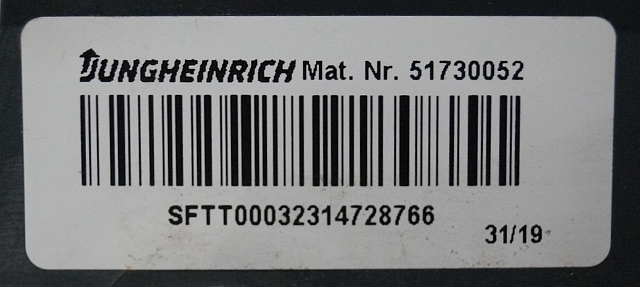 JUNGHEINRICH Mat. Nr. 51730052
SFTT00032314728766
31/19